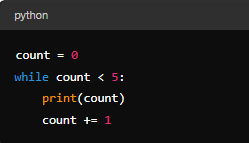 python
count = 0
while count < 5:
    print(count)
    count += 1